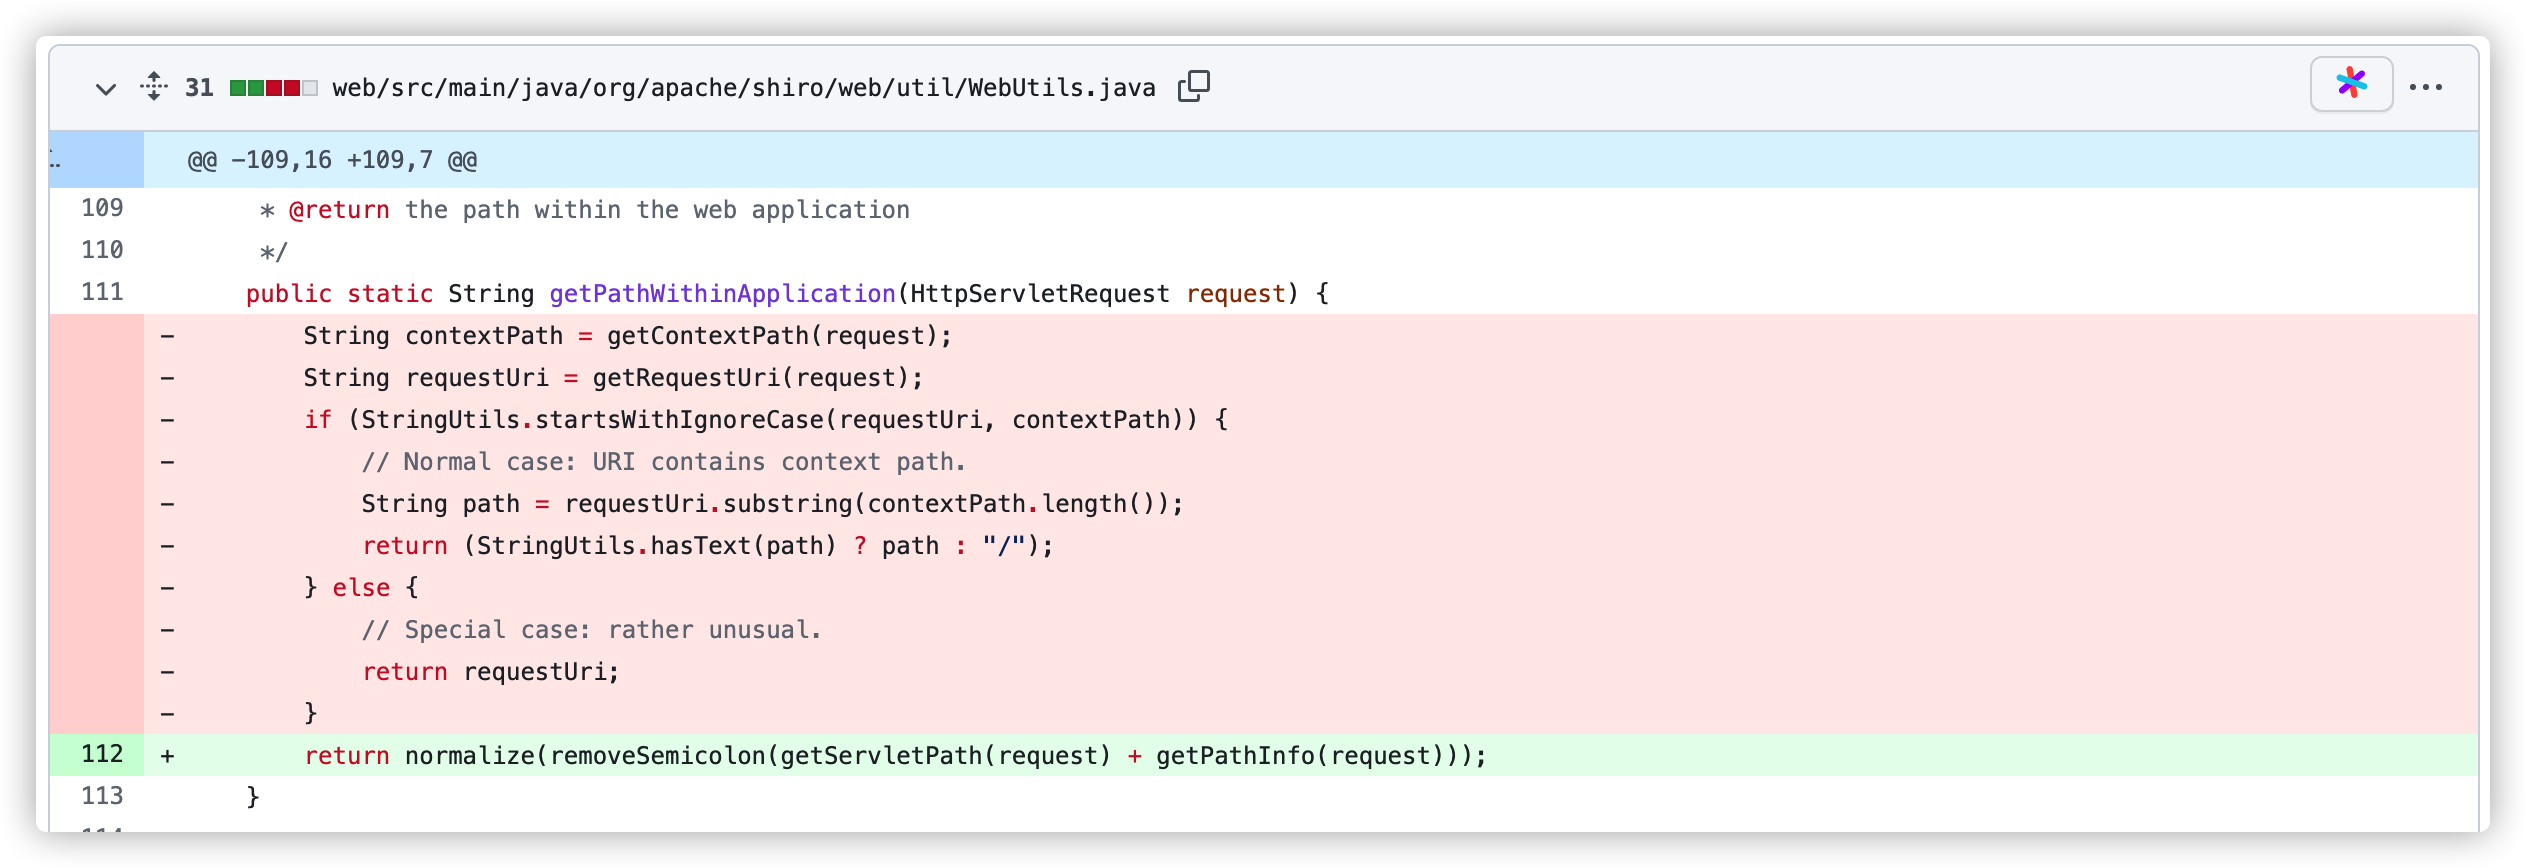 31 web/src/main/java/org/apache/shiro/web/util/WebUtils.java
@@ -109,16 +109,7 @@
109 * @return the path within the web application
110 */
111 public static String getPathWithinApplication(HttpServletRequest request) {
- String contextPath = getContextPath(request);
- String requestUri = getRequestUri(request);
- if (StringUtils.startsWithIgnoreCase(requestUri, contextPath)) {
- // Normal case: URI contains context path.
- String path = requestUri.substring(contextPath.length());
- return (StringUtils.hasText(path) ? path : "/");
- } else {
- // Special case: rather unusual.
- return requestUri;
- }
112 + return normalize(removeSemicolon(getServletPath(request) + getPathInfo(request)));
113 }